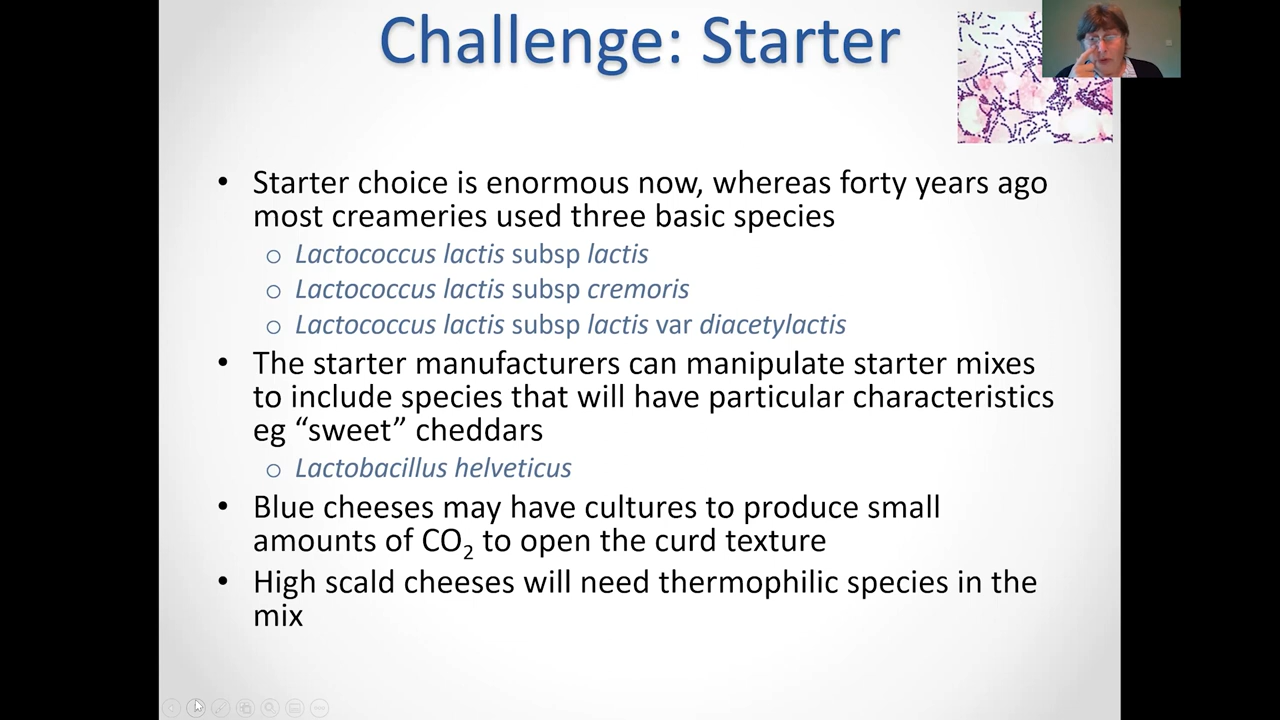 Challenge: Starter
• Starter choice is enormous now, whereas forty years ago
most creameries used three basic species
o Lactococcus lactis subsp lactis
o Lactococcus lactis subsp cremoris
o Lactococcus lactis subsp lactis var diacetylactis
• The starter manufacturers can manipulate starter mixes
to include species that will have particular characteristics
eg “sweet” cheddars
o Lactobacillus helveticus
• Blue cheeses may have cultures to produce small
amounts of CO₂ to open the curd texture
• High scald cheeses will need thermophilic species in the
mix